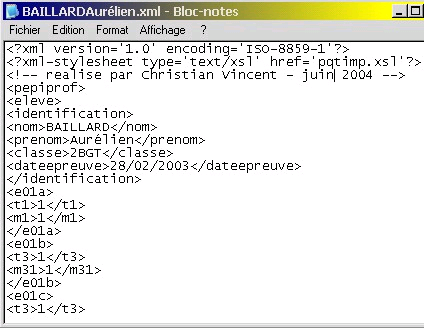 BAILLARDAurélien.xml - Bloc-notes
Fichier Edition Format Affichage ?
<?xml version='1.0' encoding='ISO-8859-1'?>
<?xml-stylesheet type='text/xsl' href='pqtimp.xsl'?>
<!-- realise par Christian Vincent - juin 2004 -->
<pepiprof>
<eleve>
<identification>
<nom>BAILLARD</nom>
<prenom>Aurélien</prenom>
<classe>2BGT</classe>
<dateepreuve>28/02/2003</dateepreuve>
</identification>
<e01a>
<t1>1</t1>
<m1>1</m1>
</e01a>
<e01b>
<t3>1</t3>
<m31>1</m31>
</e01b>
<e01c>
<t3>1</t3>